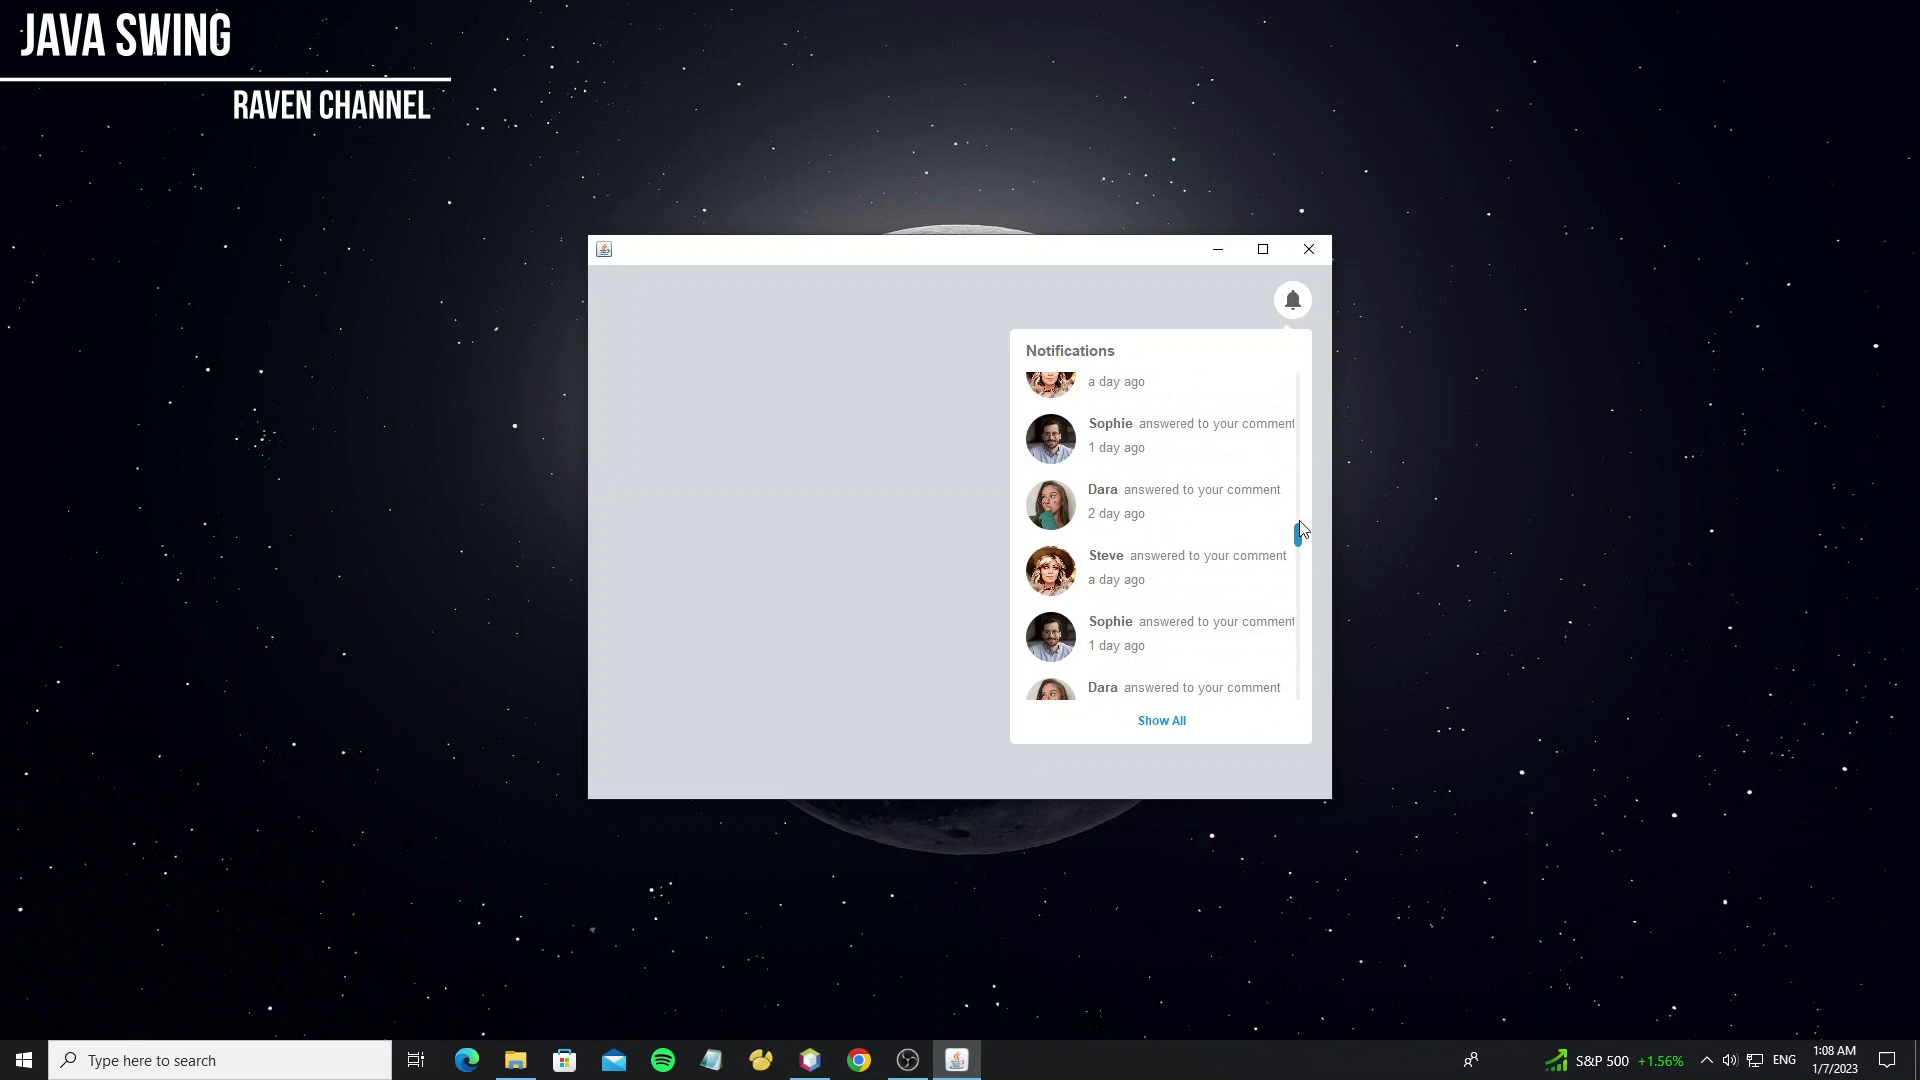 JAVA SWING
RAVEN CHANNEL
Notifications
a day ago
Sophie answered to your comment
1 day ago
Dara answered to your comment
2 day ago
Steve answered to your comment
a day ago
Sophie answered to your comment
1 day ago
Dara answered to your comment
Show All
Type here to search
S&P 500 +1.56%
ENG
1:08 AM
1/7/2023